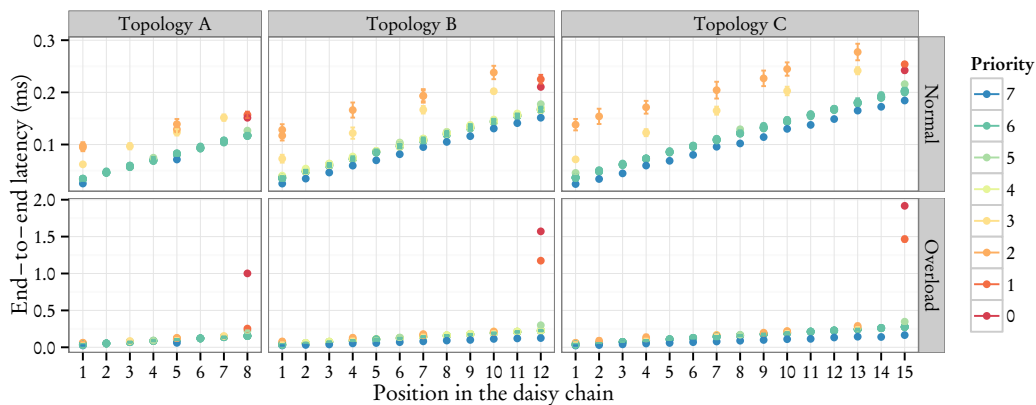 Topology A
Topology B
Topology C
End−to−end latency (ms)
0.3
0.2
0.1
Normal
2.0
1.5
1.0
0.5
0.0
Overload
1 2 3 4 5 6 7 8
1 2 3 4 5 6 7 8 9 10 11 12
1 2 3 4 5 6 7 8 9 10 11 12 13 14 15
Position in the daisy chain
Priority
7
6
5
4
3
2
1
0